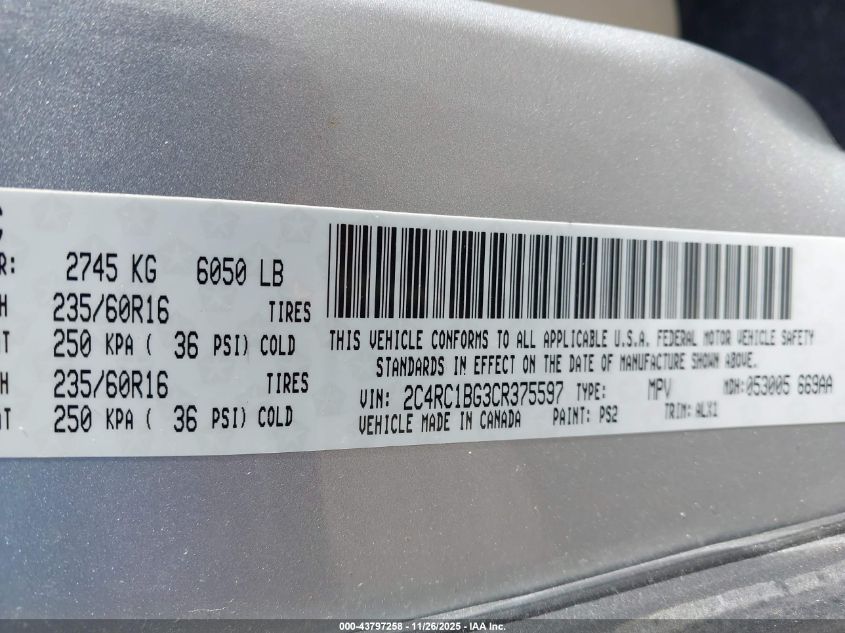 R: 2745 KG 6050 LB
H 235/60R16 TIRES
T 250 KPA ( 36 PSI) COLD
H 235/60R16 TIRES
T 250 KPA ( 36 PSI) COLD
THIS VEHICLE CONFORMS TO ALL APPLICABLE U.S.A. FEDERAL MOTOR VEHICLE SAFETY
STANDARDS IN EFFECT ON THE DATE OF MANUFACTURE SHOWN ABOVE.
VIN: 2C4RC1BG3CR375597 TYPE: MPV MDH:053005 669AA
VEHICLE MADE IN CANADA PAINT: PS2 TRIM: ALX1
000-43797258 - 11/26/2025 - IAA Inc.